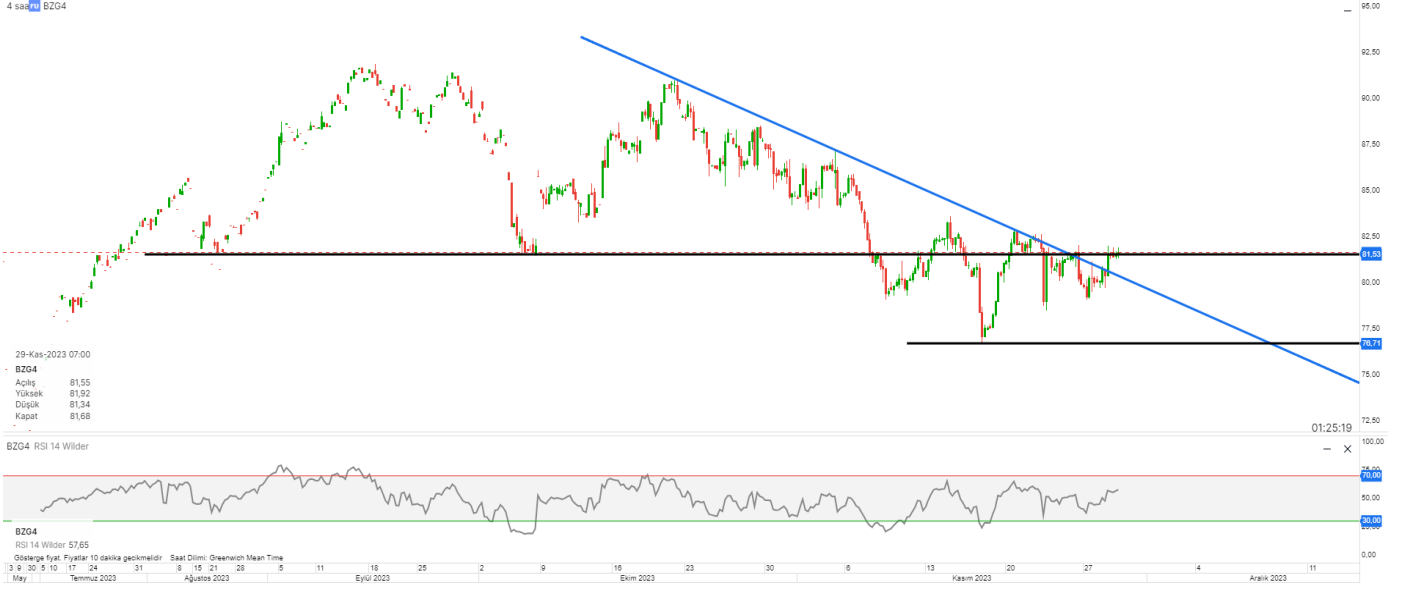 4 saa FU BZG4
95,00
92,50
90,00
87,50
85,00
82,50
81,53
80,00
77,50
76,71
75,00
72,50
29-Kas-2023 07:00
BZG4
Açılış 81,55
Yüksek 81,92
Düşük 81,34
Kapat 81,68
01:25:19
BZG4 RSI 14 Wilder
100,00
70,00
50,00
30,00
0,00
BZG4
RSI 14 Wilder 57,65
Gösterge fiyat. Fiyatlar 10 dakika gecikmelidir Saat Dilimi: Greenwich Mean Time
3 9 30 5 10 17 24 31 8 15 21 28 5 11 18 25 2 9 16 23 30 6 13 20 27 4 11
May Temmuz 2023 Ağustos 2023 Eylül 2023 Ekim 2023 Kasım 2023 Aralık 2023